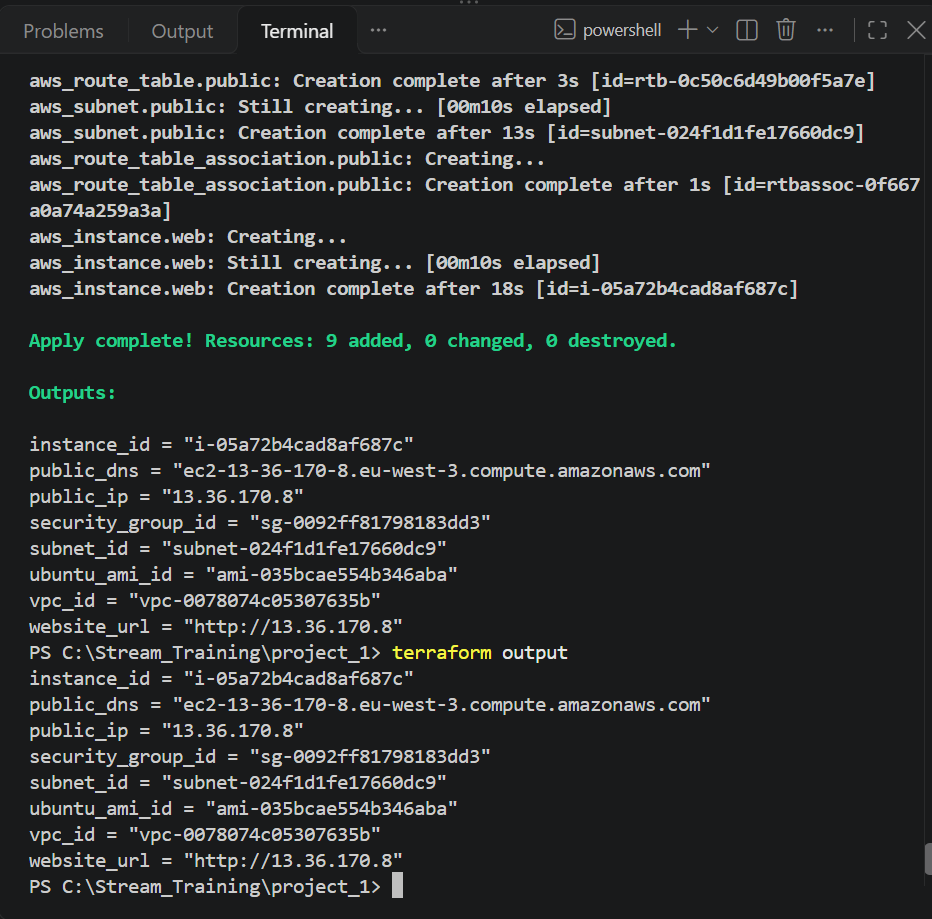 Problems Output Terminal ··· powershell
aws_route_table.public: Creation complete after 3s [id=rtb-0c50c6d49b00f5a7e]
aws_subnet.public: Still creating... [00m10s elapsed]
aws_subnet.public: Creation complete after 13s [id=subnet-024f1d1fe17660dc9]
aws_route_table_association.public: Creating...
aws_route_table_association.public: Creation complete after 1s [id=rtbassoc-0f667
a0a74a259a3a]
aws_instance.web: Creating...
aws_instance.web: Still creating... [00m10s elapsed]
aws_instance.web: Creation complete after 18s [id=i-05a72b4cad8af687c]
Apply complete! Resources: 9 added, 0 changed, 0 destroyed.
Outputs:
instance_id = "i-05a72b4cad8af687c"
public_dns = "ec2-13-36-170-8.eu-west-3.compute.amazonaws.com"
public_ip = "13.36.170.8"
security_group_id = "sg-0092ff81798183dd3"
subnet_id = "subnet-024f1d1fe17660dc9"
ubuntu_ami_id = "ami-035bcae554b346aba"
vpc_id = "vpc-0078074c05307635b"
website_url = "http://13.36.170.8"
PS C:\Stream_Training\project_1> terraform output
instance_id = "i-05a72b4cad8af687c"
public_dns = "ec2-13-36-170-8.eu-west-3.compute.amazonaws.com"
public_ip = "13.36.170.8"
security_group_id = "sg-0092ff81798183dd3"
subnet_id = "subnet-024f1d1fe17660dc9"
ubuntu_ami_id = "ami-035bcae554b346aba"
vpc_id = "vpc-0078074c05307635b"
website_url = "http://13.36.170.8"
PS C:\Stream_Training\project_1>